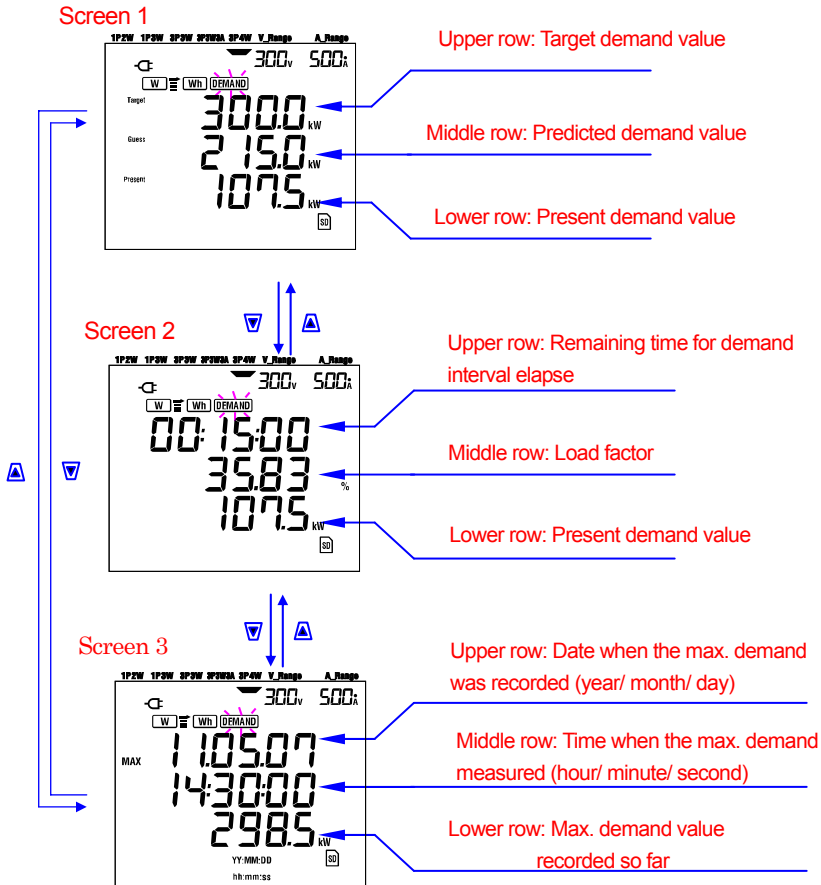 Screen 1
1P2W 1P3W 3P3W 3P3W3A 3P4W V_Range A_Range
300v 500A
W Wh DEMAND
Upper row: Target demand value
Target 300.0 kW
Middle row: Predicted demand value
Guess 215.0 kW
Present 107.5 kW
Lower row: Present demand value
SD
Screen 2
1P2W 1P3W 3P3W 3P3W3A 3P4W V_Range A_Range
300v 500A
W Wh DEMAND
Upper row: Remaining time for demand
interval elapse
00:15:00
Middle row: Load factor
35.83 %
107.5 kW
Lower row: Present demand value
SD
Screen 3
1P2W 1P3W 3P3W 3P3W3A 3P4W V_Range A_Range
300v 500A
W Wh DEMAND
Upper row: Date when the max. demand
was recorded (year/ month/ day)
MAX 11.05.07
Middle row: Time when the max. demand
measured (hour/ minute/ second)
14:30:00
298.5 kW
Lower row: Max. demand value
recorded so far
YY:MM:DD SD
hh:mm:ss